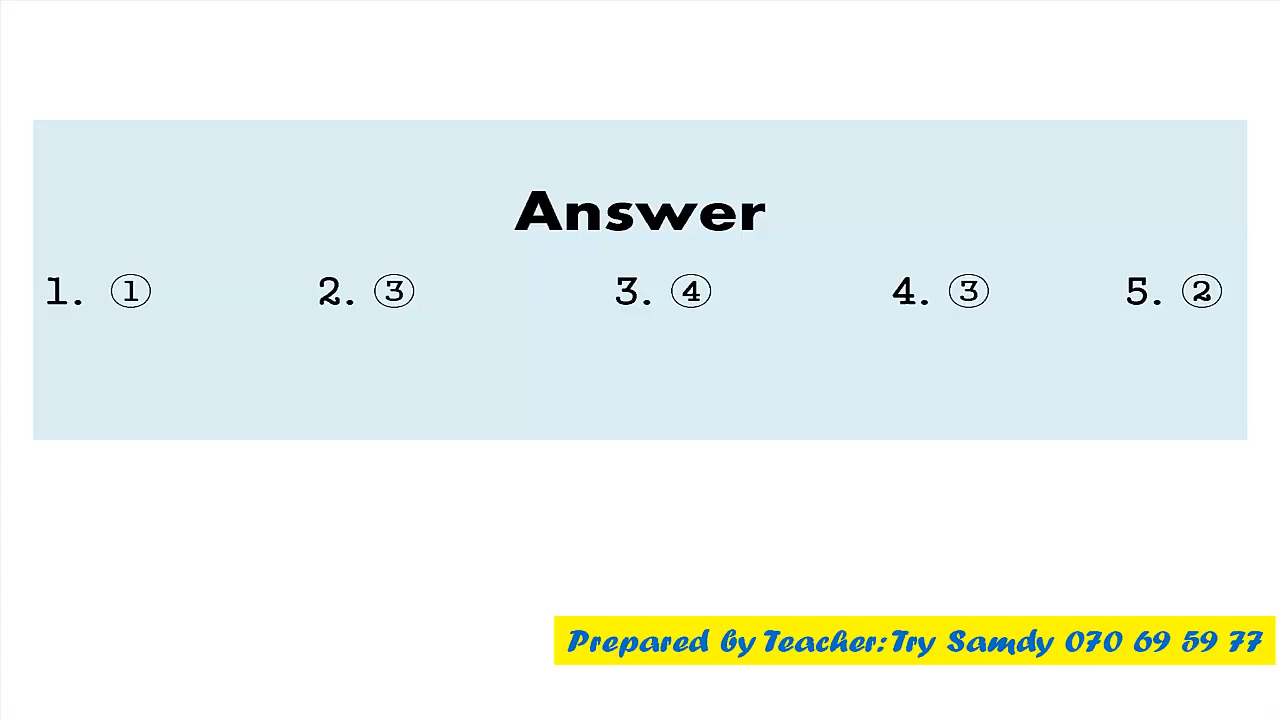 Answer
1. ① 2. ③ 3. ④ 4. ③ 5. ②
Prepared by Teacher: Try Samdy 070 69 59 77